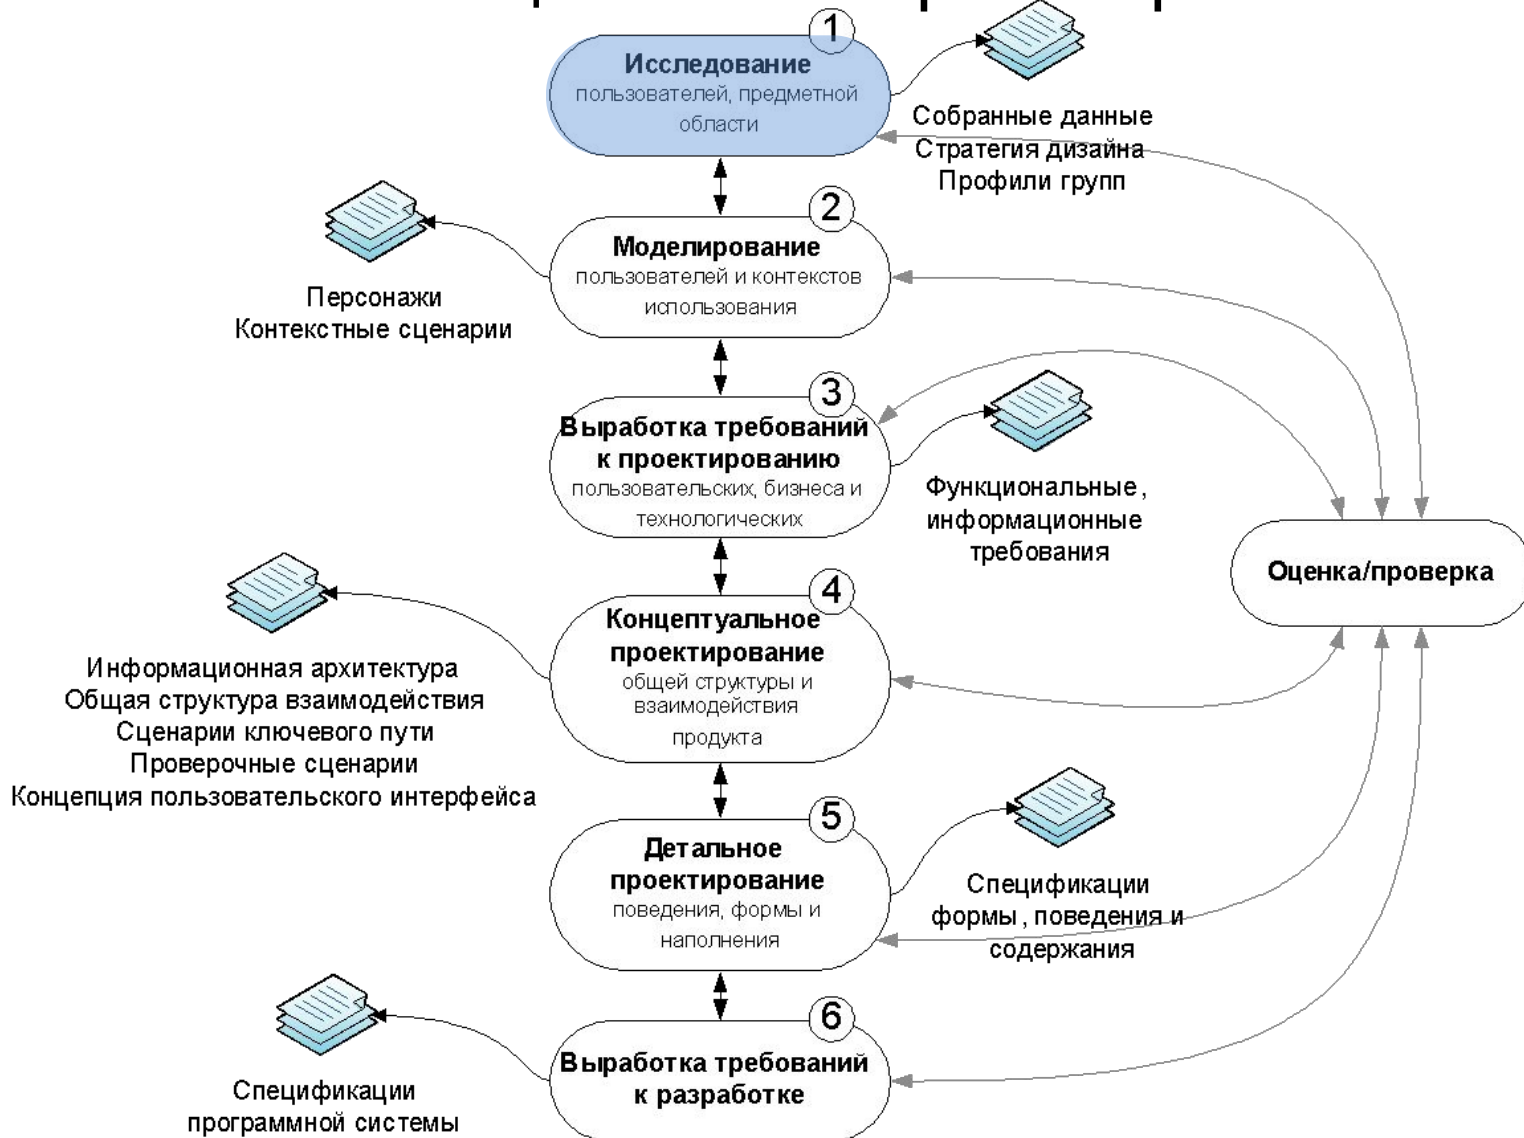 1
Исследование
пользователей, предметной
области
Собранные данные
Стратегия дизайна
Профили групп
2
Моделирование
пользователей и контекстов
использования
Персонажи
Контекстные сценарии
3
Выработка требований
к проектированию
пользовательских, бизнеса и
технологических
Функциональные,
информационные
требования
Оценка/проверка
4
Концептуальное
проектирование
общей структуры и
взаимодействия
продукта
Информационная архитектура
Общая структура взаимодействия
Сценарии ключевого пути
Проверочные сценарии
Концепция пользовательского интерфейса
5
Детальное
проектирование
поведения, формы и
наполнения
Спецификации
формы, поведения и
содержания
6
Выработка требований
к разработке
Спецификации
программной системы